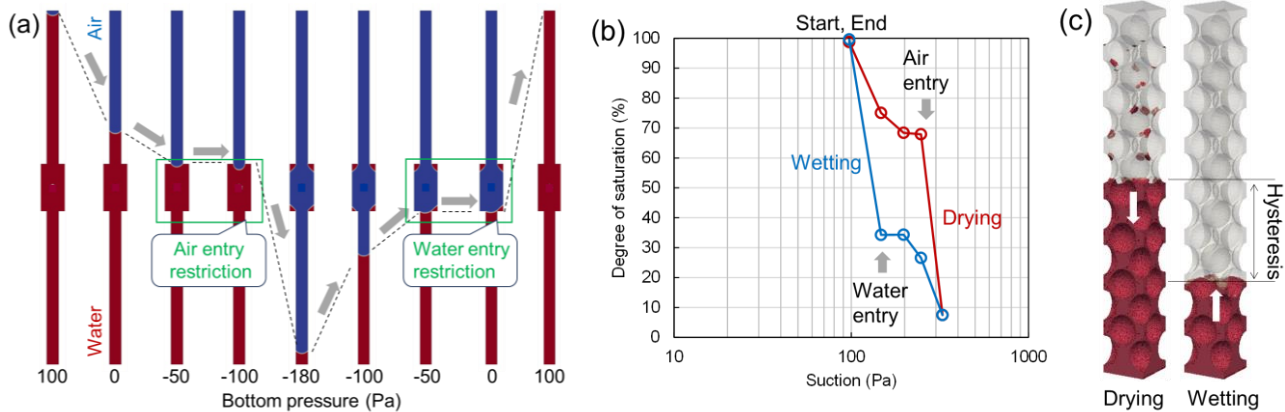 (a)
Air
Water
Air entry
restriction
Water entry
restriction
100
0
-50
-100
-180
-100
-50
0
100
Bottom pressure (Pa)
(b)
Start, End
Degree of saturation (%)
100
90
80
70
60
50
40
30
20
10
0
Air
entry
Wetting
Drying
Water
entry
10
100
1000
Suction (Pa)
(c)
Hysteresis
Drying
Wetting